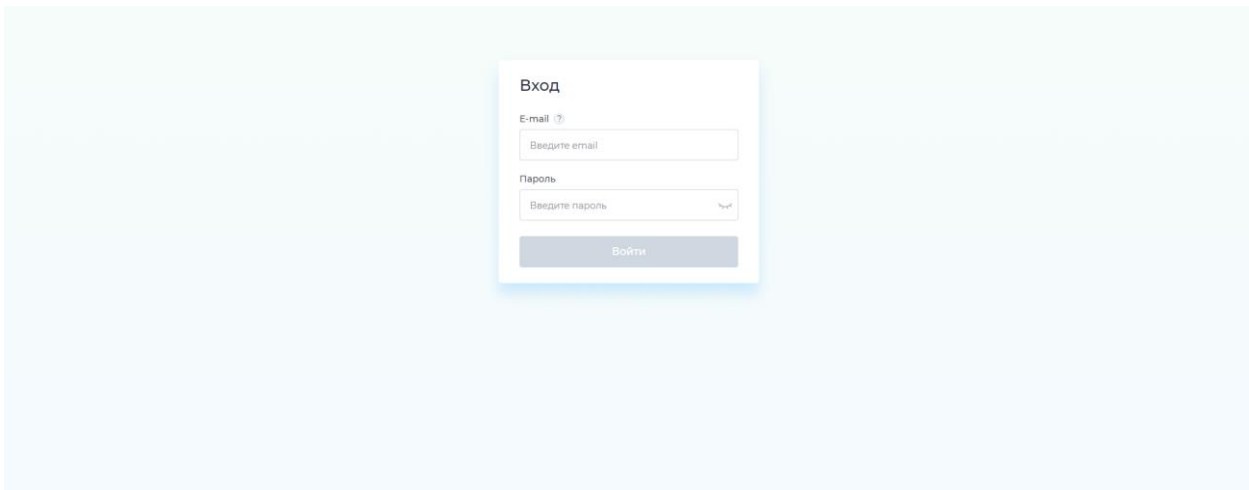 Вход
E-mail ?
Введите email
Пароль
Введите пароль
Войти